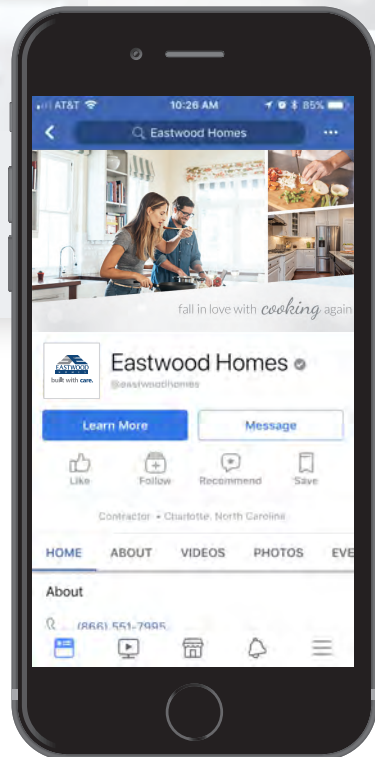 AT&T 10:26 AM 85%
Eastwood Homes
fall in love with cooking again
EASTWOOD
HOMES
built with care.
Eastwood Homes
@eastwoodhomes
Learn More Message
Like Follow Recommend Save
Contractor • Charlotte, North Carolina
HOME ABOUT VIDEOS PHOTOS EVE
About
(866) 551-7995